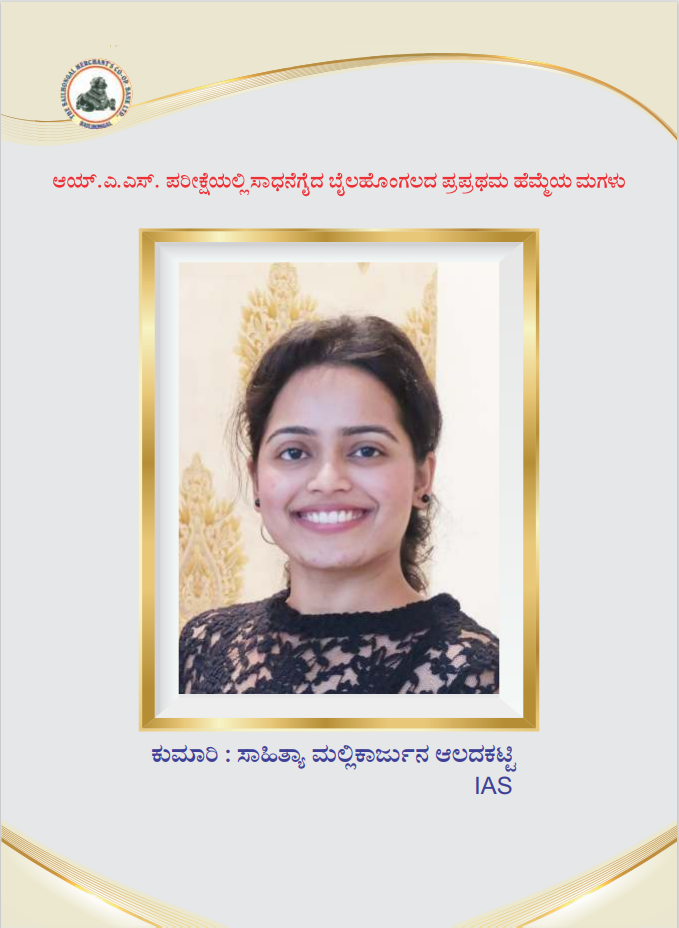 THE BAILHONGAL MERCHANT'S CO-OP BANK LTD.
BAILHONGAL
ಆಯ್.ಎ.ಎಸ್. ಪರೀಕ್ಷೆಯಲ್ಲಿ ಸಾಧನೆಗೈದ ಬೈಲಹೊಂಗಲದ ಪ್ರಪ್ರಥಮ ಹೆಮ್ಮೆಯ ಮಗಳು
ಕುಮಾರಿ : ಸಾಹಿತ್ಯಾ ಮಲ್ಲಿಕಾರ್ಜುನ ಆಲದಕಟ್ಟಿ
IAS